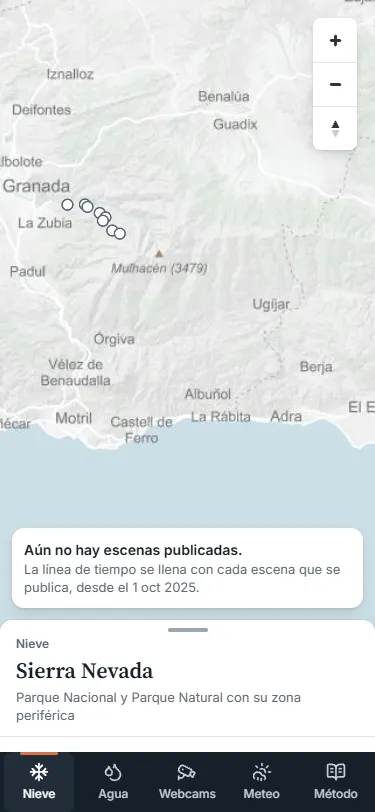 Iznalloz
Deifontes
Benalúa
Guadix
lbolote
Granada
La Zubia
Padul
Mulhacén (3479)
Ugíjar
Órgiva
Vélez de
Benaudalla
Berja
Albuñol
ñécar
Motril
Castell de
Ferro
La Rábita
Adra
El E
Aún no hay escenas publicadas.
La línea de tiempo se llena con cada escena que se
publica, desde el 1 oct 2025.
Nieve
Sierra Nevada
Parque Nacional y Parque Natural con su zona
periférica
Nieve
Agua
Webcams
Meteo
Método